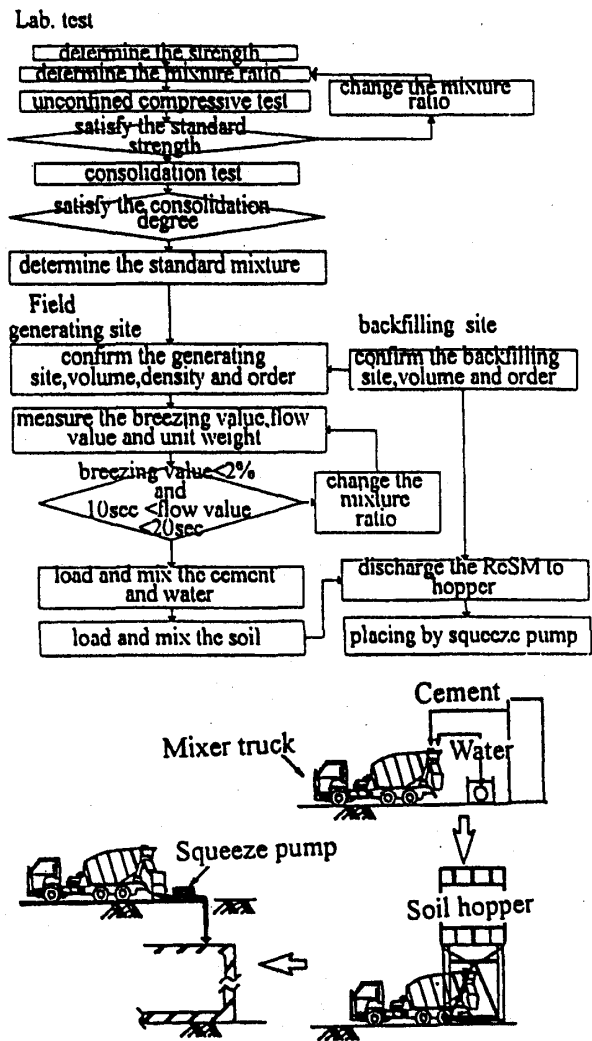 Lab. test
determine the strength
determine the mixture ratio
change the mixture
ratio
unconfined compressive test
satisfy the standard
strength
consolidation test
satisfy the consolidation
degree
determine the standard mixture
Field
generating site
backfilling site
confirm the generating
site,volume,density and order
confirm the backfilling
site,volume and order
measure the breezing value,flow
value and unit weight
breezing value<2%
and
10sec <flow value
<20sec
change the
mixture
ratio
load and mix the cement
and water
discharge the ReSM to
hopper
load and mix the soil
placing by squeeze pump
Cement
Mixer truck
Water
Squeeze pump
Soil hopper